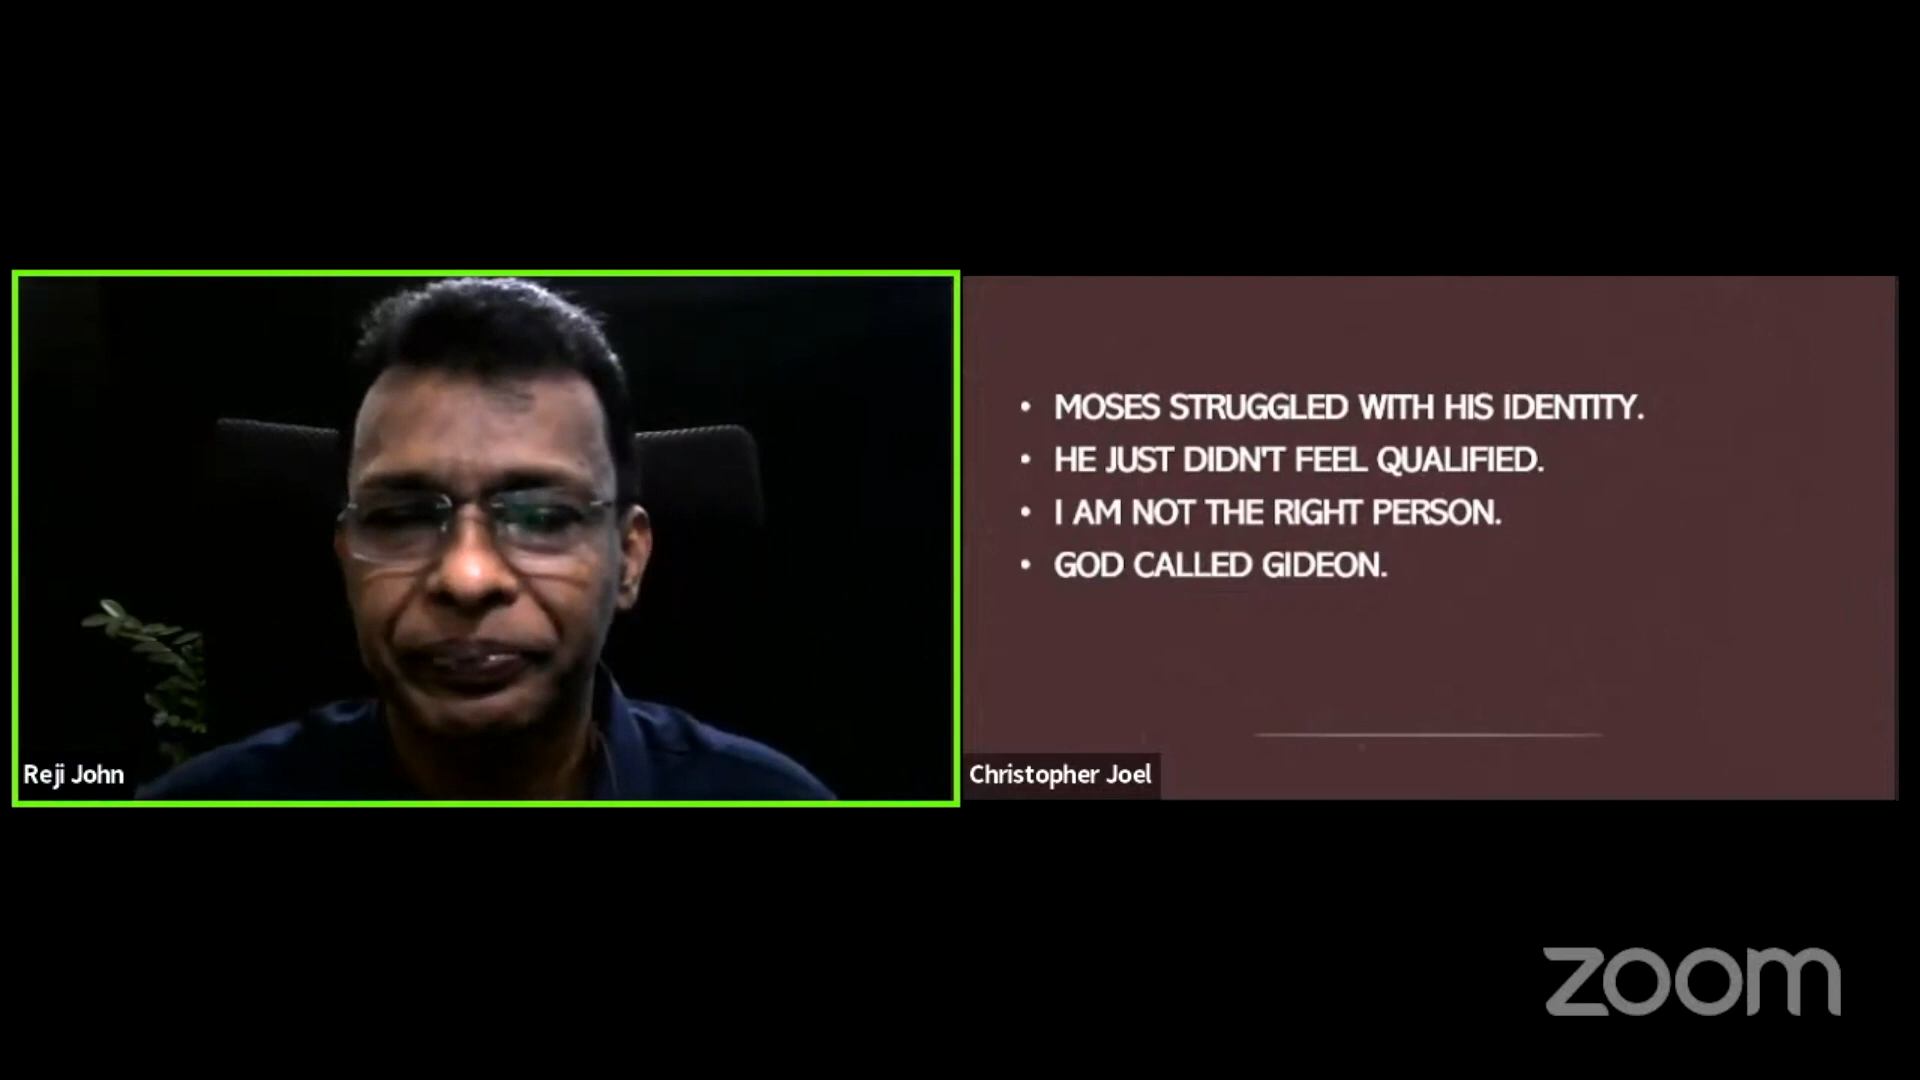 • MOSES STRUGGLED WITH HIS IDENTITY.
• HE JUST DIDN'T FEEL QUALIFIED.
• I AM NOT THE RIGHT PERSON.
• GOD CALLED GIDEON.
Reji John
Christopher Joel
zoom